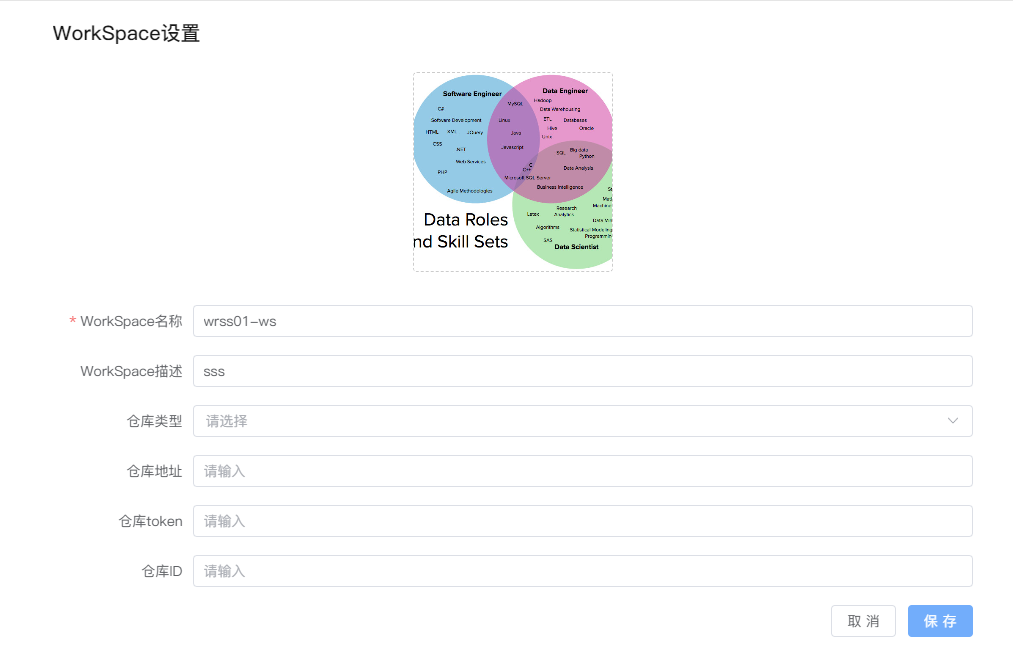 WorkSpace设置
Software Engineer
Data Engineer
C#
MySQL
Hadoop
Data Warehousing
Software Development
Linux
ETL
Databases
HTML
XML
JQuery
Java
Hive
Oracle
Unix
CSS
.NET
Javascript
SQL
Big data
Python
Web Services
C
C++
Data Analysis
PHP
Microsoft SQL Server
Agile Methodologies
Business Intelligence
Latex
Research
Analytics
Data Roles
Algorithms
Statistical Modeling
Programmin
nd Skill Sets
SAS
Data Scientist
* WorkSpace名称 wrss01-ws
WorkSpace描述 sss
仓库类型 请选择
仓库地址 请输入
仓库token 请输入
仓库ID 请输入
取 消 保 存